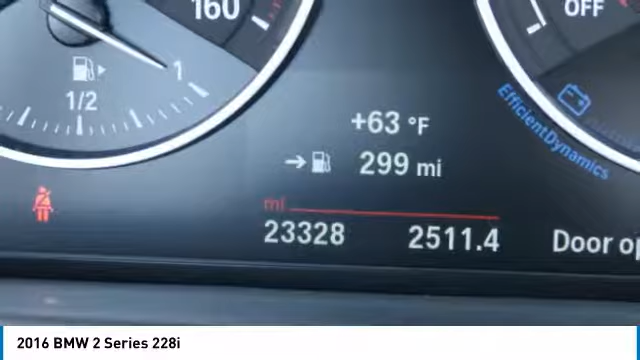 160
OFF
1
1/2
EfficientDynamics
+63 °F
299 mi
mi
23328 2511.4
Door op
2016 BMW 2 Series 228i